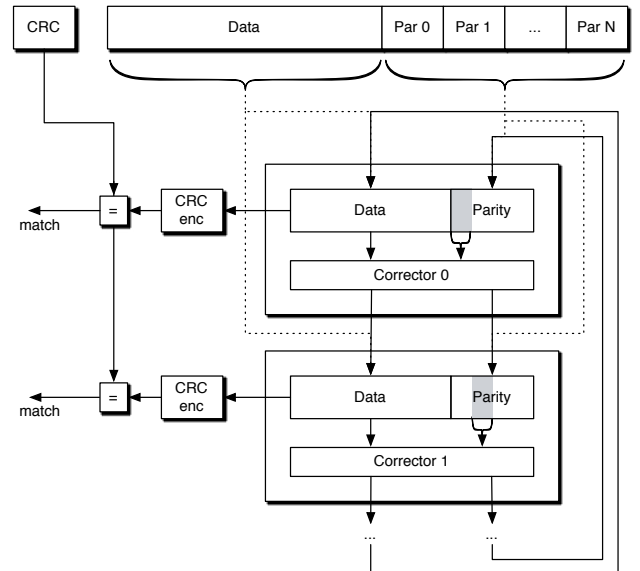 CRC
Data
Par 0
Par 1
...
Par N
match
=
CRC
enc
Data
Parity
Corrector 0
match
=
CRC
enc
Data
Parity
Corrector 1
...
...